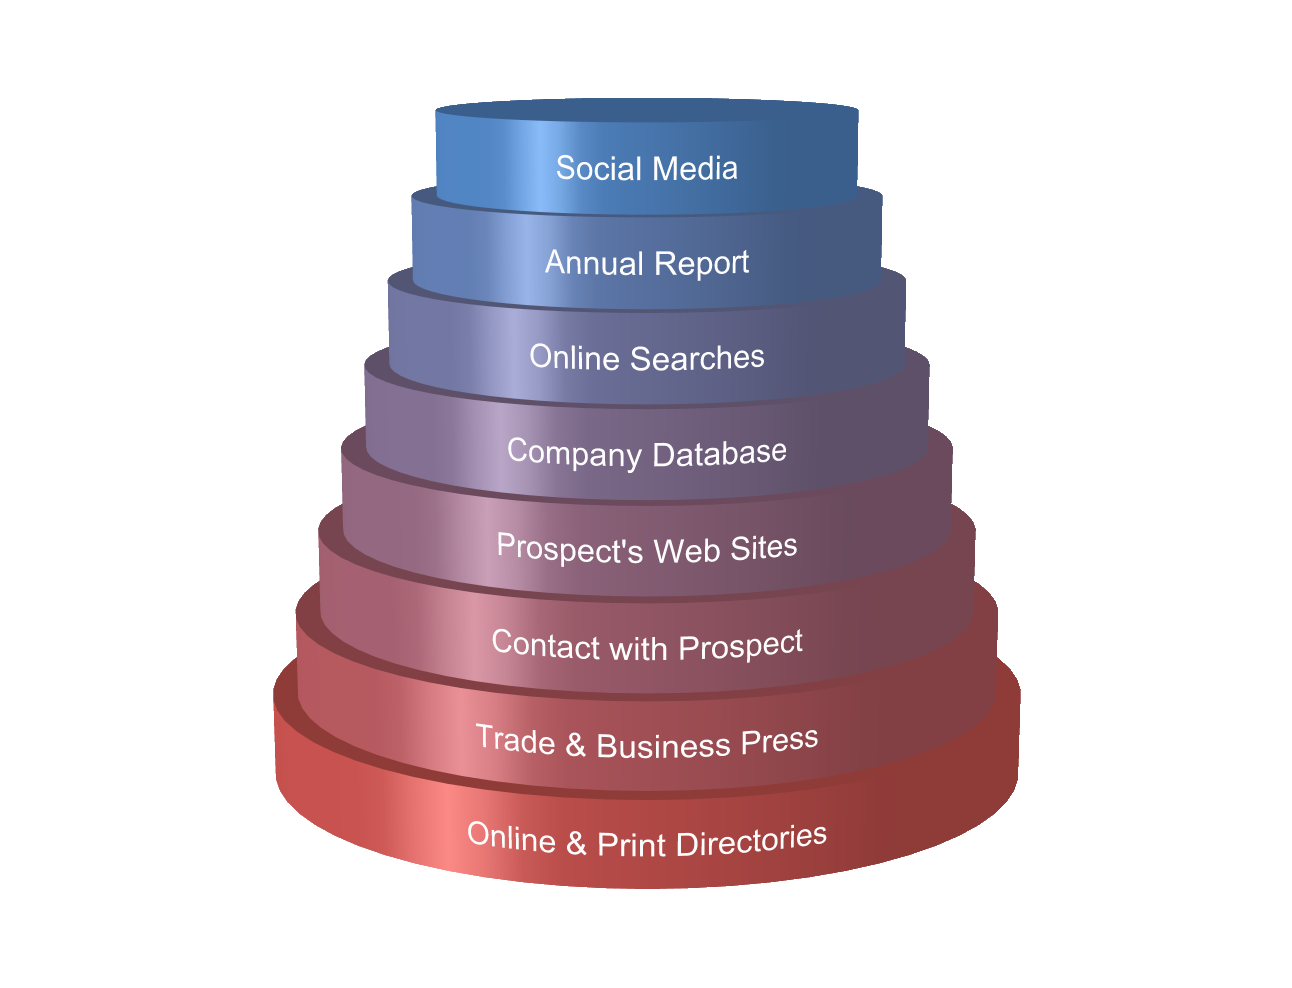 Social Media
Annual Report
Online Searches
Company Database
Prospect's Web Sites
Contact with Prospect
Trade & Business Press
Online & Print Directories